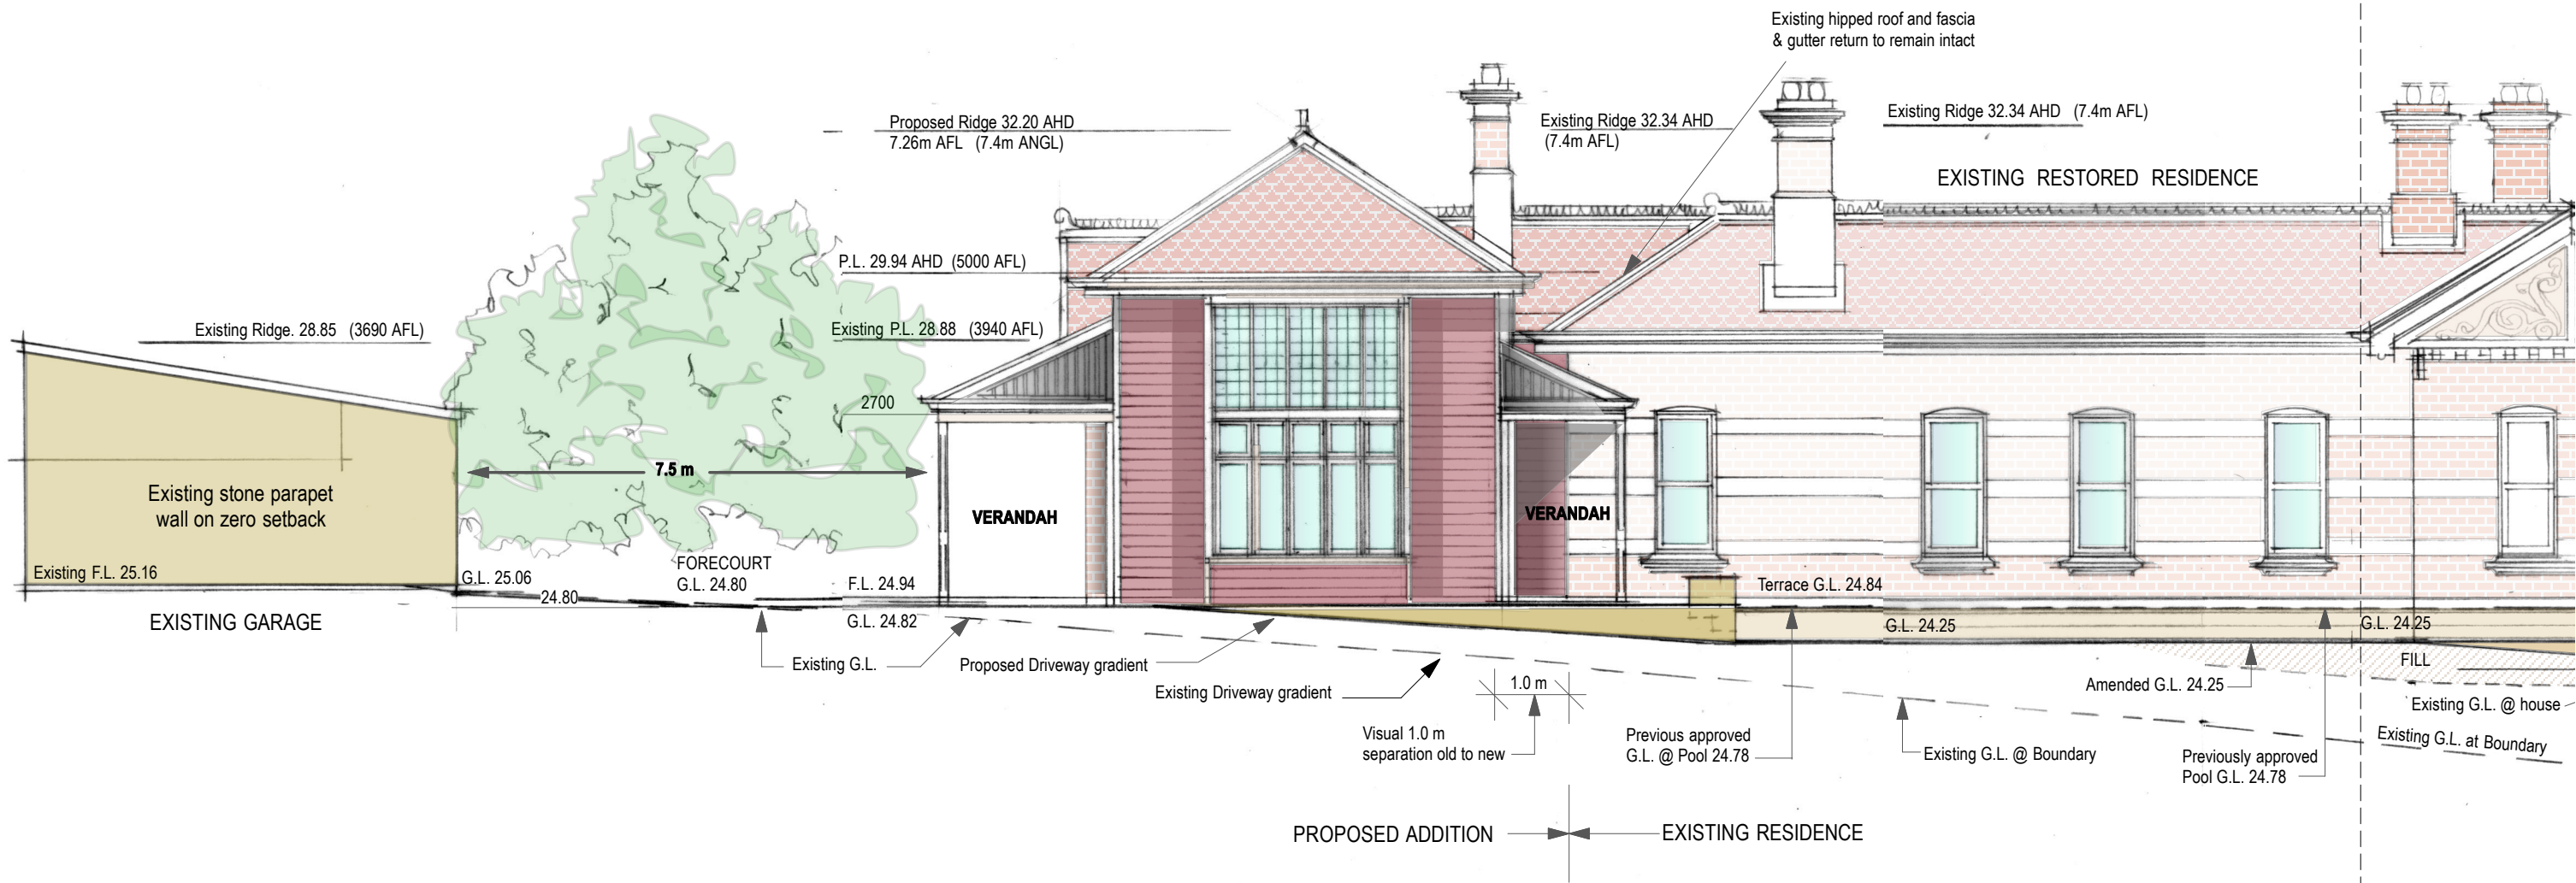 Existing hipped roof and fascia
& gutter return to remain intact
Proposed Ridge 32.20 AHD
7.26m AFL (7.4m ANGL)
Existing Ridge 32.34 AHD
(7.4m AFL)
Existing Ridge 32.34 AHD (7.4m AFL)
EXISTING RESTORED RESIDENCE
P.L. 29.94 AHD (5000 AFL)
Existing Ridge. 28.85 (3690 AFL)
Existing P.L. 28.88 (3940 AFL)
2700
7.5 m
Existing stone parapet
wall on zero setback
VERANDAH
VERANDAH
Existing F.L. 25.16
G.L. 25.06
24.80
FORECOURT
G.L. 24.80
F.L. 24.94
G.L. 24.82
Terrace G.L. 24.84
G.L. 24.25
G.L. 24.25
EXISTING GARAGE
Existing G.L.
Proposed Driveway gradient
Existing Driveway gradient
1.0 m
FILL
Amended G.L. 24.25
Existing G.L. @ house
Visual 1.0 m
separation old to new
Previous approved
G.L. @ Pool 24.78
Existing G.L. @ Boundary
Previously approved
Pool G.L. 24.78
Existing G.L. at Boundary
PROPOSED ADDITION
EXISTING RESIDENCE